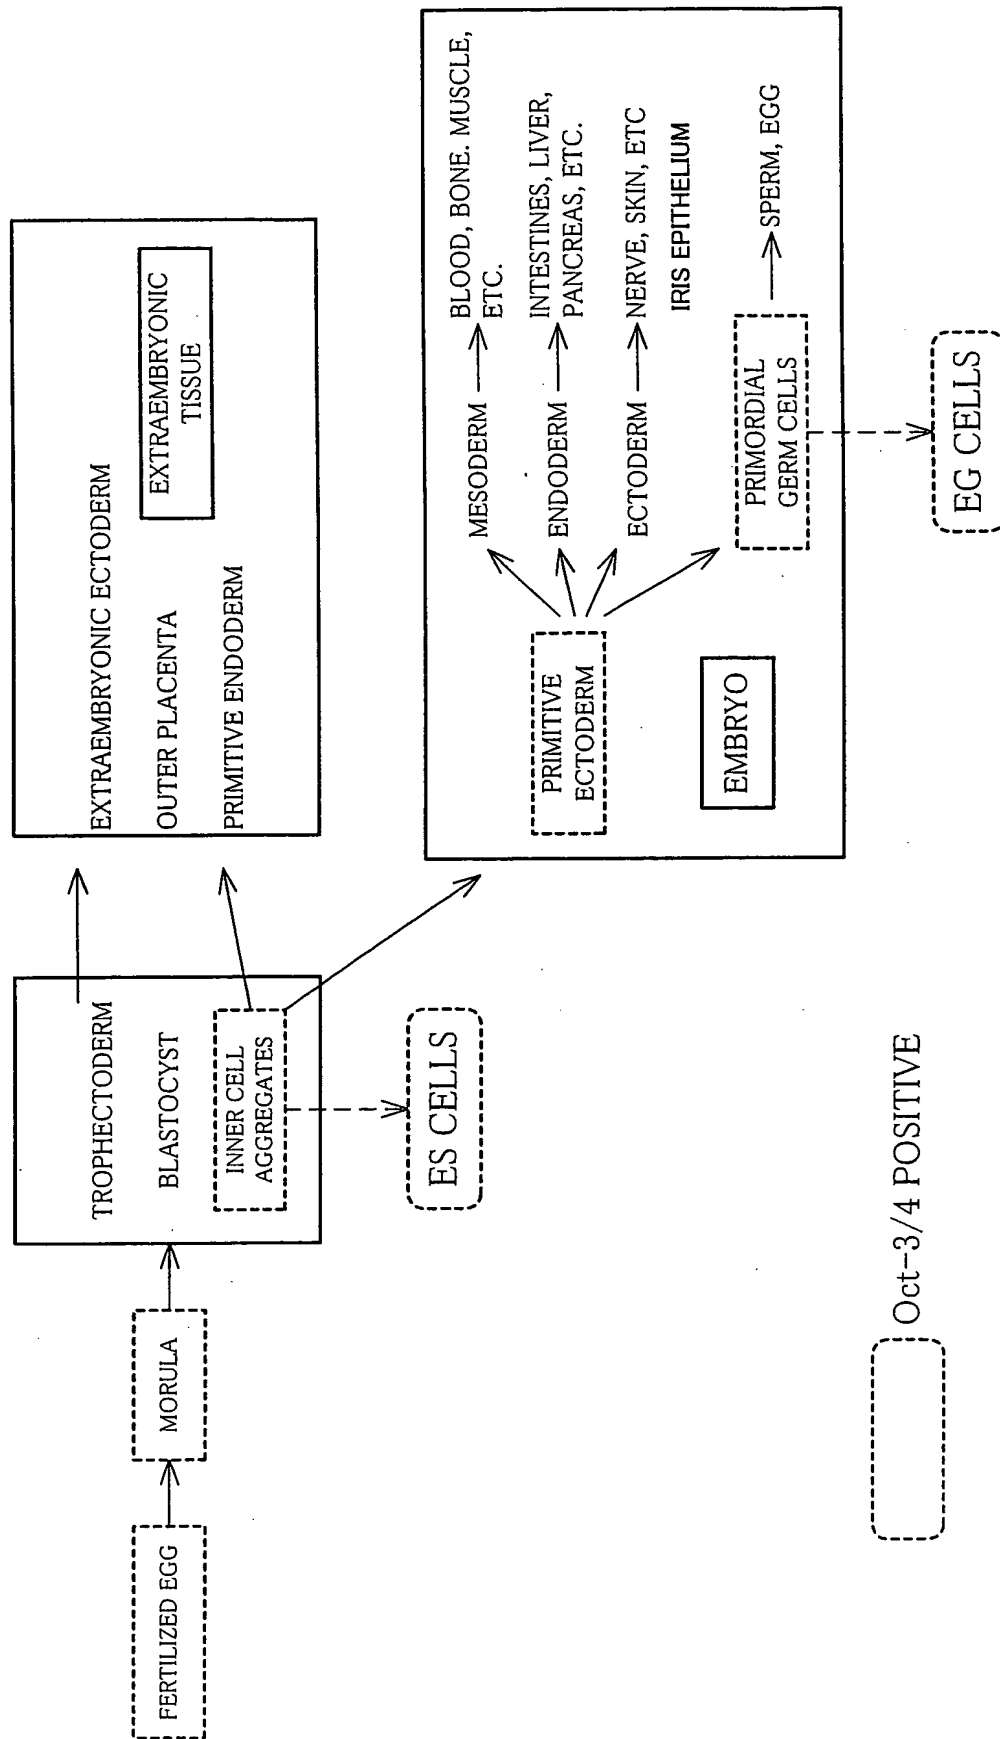 FERTILIZED EGG
MORULA
TROPHECTODERM
BLASTOCYST
INNER CELL
AGGREGATES
ES CELLS
EXTRAEMBRYONIC ECTODERM
OUTER PLACENTA
PRIMITIVE ENDODERM
EXTRAEMBRYONIC
TISSUE
PRIMITIVE
ECTODERM
EMBRYO
MESODERM
BLOOD, BONE. MUSCLE,
ETC.
ENDODERM
INTESTINES, LIVER,
PANCREAS, ETC.
ECTODERM
NERVE, SKIN, ETC
IRIS EPITHELIUM
PRIMORDIAL
GERM CELLS
SPERM, EGG
EG CELLS
Oct-3/4 POSITIVE